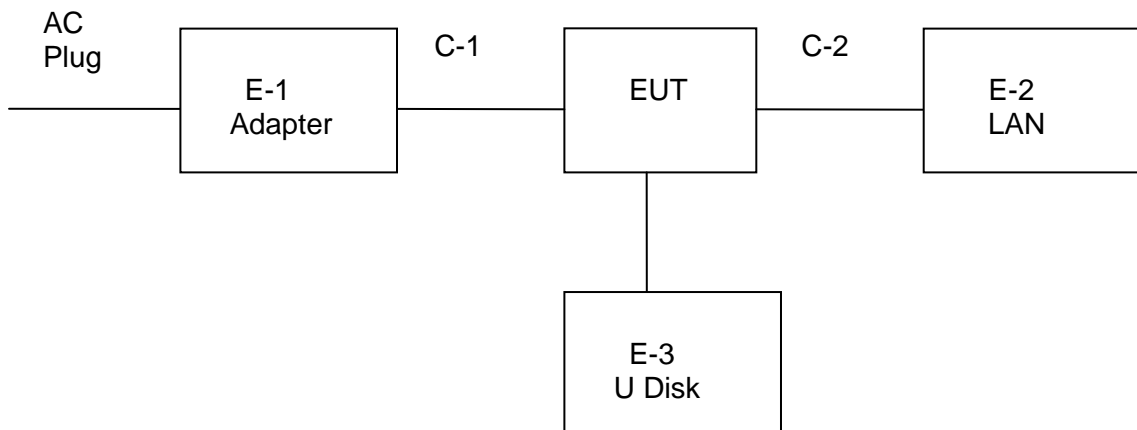 AC
Plug
C-1
C-2
E-1
Adapter
EUT
E-2
LAN
E-3
U Disk